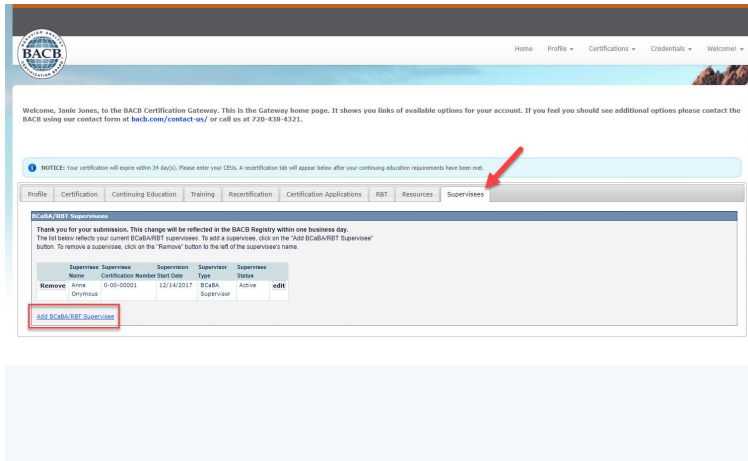 BEHAVIOR ANALYST
BACB
CERTIFICATION BOARD
Home Profile Certifications Credentials Welcome!
Welcome, Janie Jones, to the BACB Certification Gateway. This is the Gateway home page. It shows you links of available options for your account. If you feel you should see additional options please contact the
BACB using our contact form at bacb.com/contact-us/ or call us at 720-438-4321.
NOTICE: Your certification will expire within 34 day(s). Please enter your CEUs. A recertification tab will appear below after your continuing education requirements have been met.
Profile Certification Continuing Education Training Recertification Certification Applications RBT Resources Supervisees
BCaBA/RBT Supervisees
Thank you for your submission. This change will be reflected in the BACB Registry within one business day.
The list below reflects your current BCaBA/RBT supervisees. To add a supervisee, click on the "Add BCaBA/RBT Supervisee"
button. To remove a supervisee, click on the "Remove" button to the left of the supervisee's name.
Supervisee Supervisee Supervision Supervisor Supervisee
Name Certification Number Start Date Type Status
Remove Anne 0-00-00001 12/14/2017 BCaBA Active edit
Onymous Supervisor
Add BCaBA/RBT Supervisee